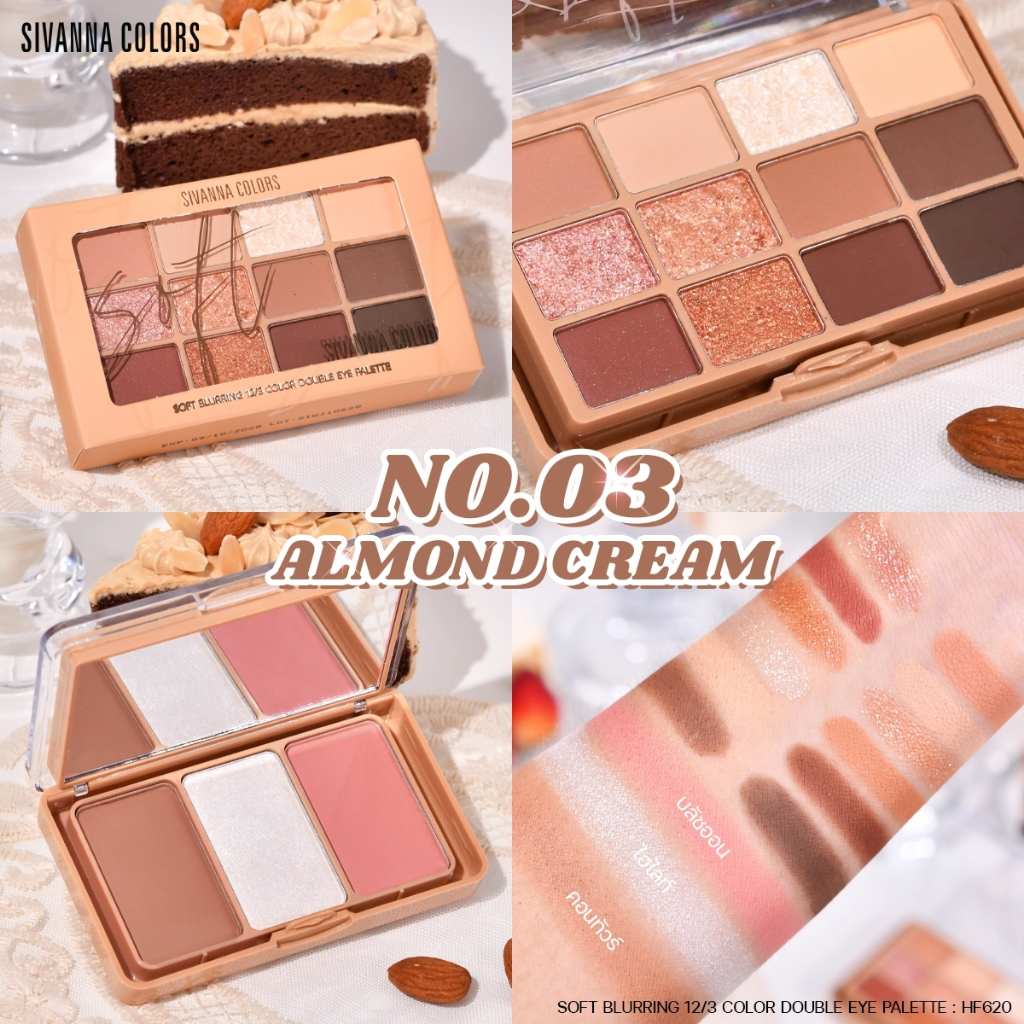 SIVANNA COLORS
SIVANNA COLORS
Soft
SIVANNA COLORS
SOFT BLURRING 12/3 COLOR DOUBLE EYE PALETTE
NO.03
ALMOND CREAM
บลัชออน
ไฮไลท์
คอนทัวร์
SOFT BLURRING 12/3 COLOR DOUBLE EYE PALETTE : HF620